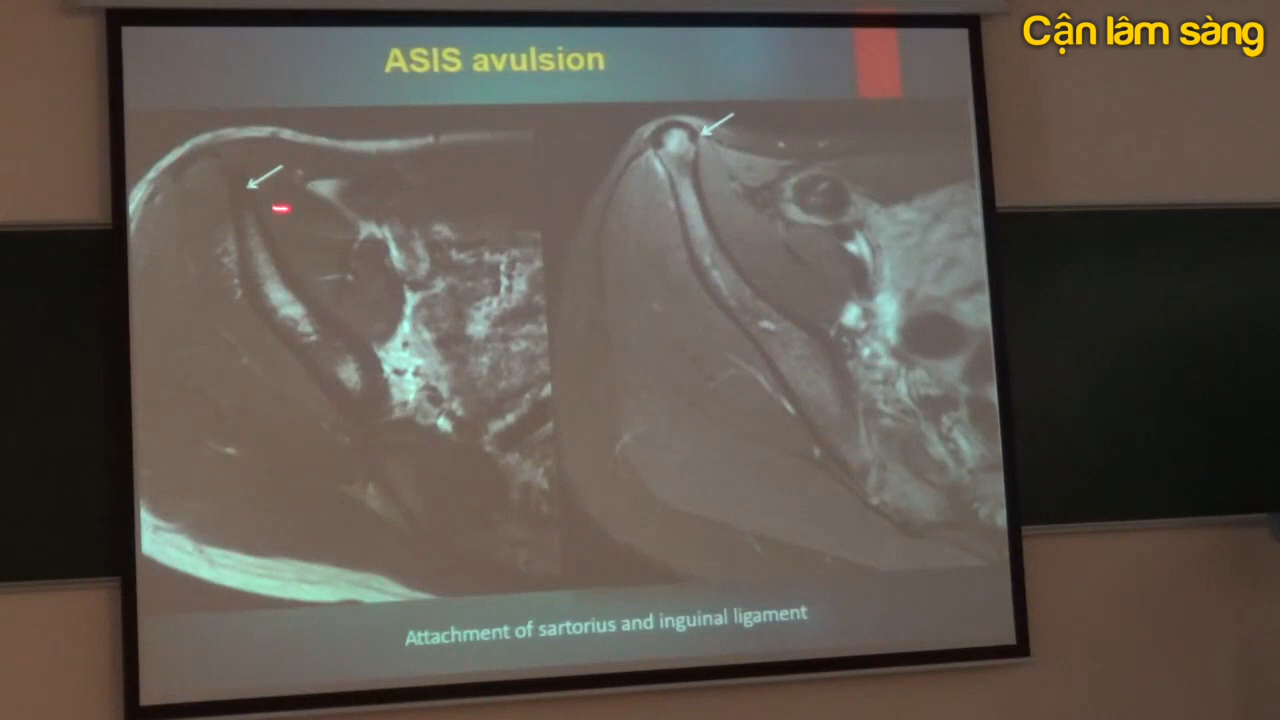 Cận lâm sàng
ASIS avulsion
Attachment of sartorius and inguinal ligament